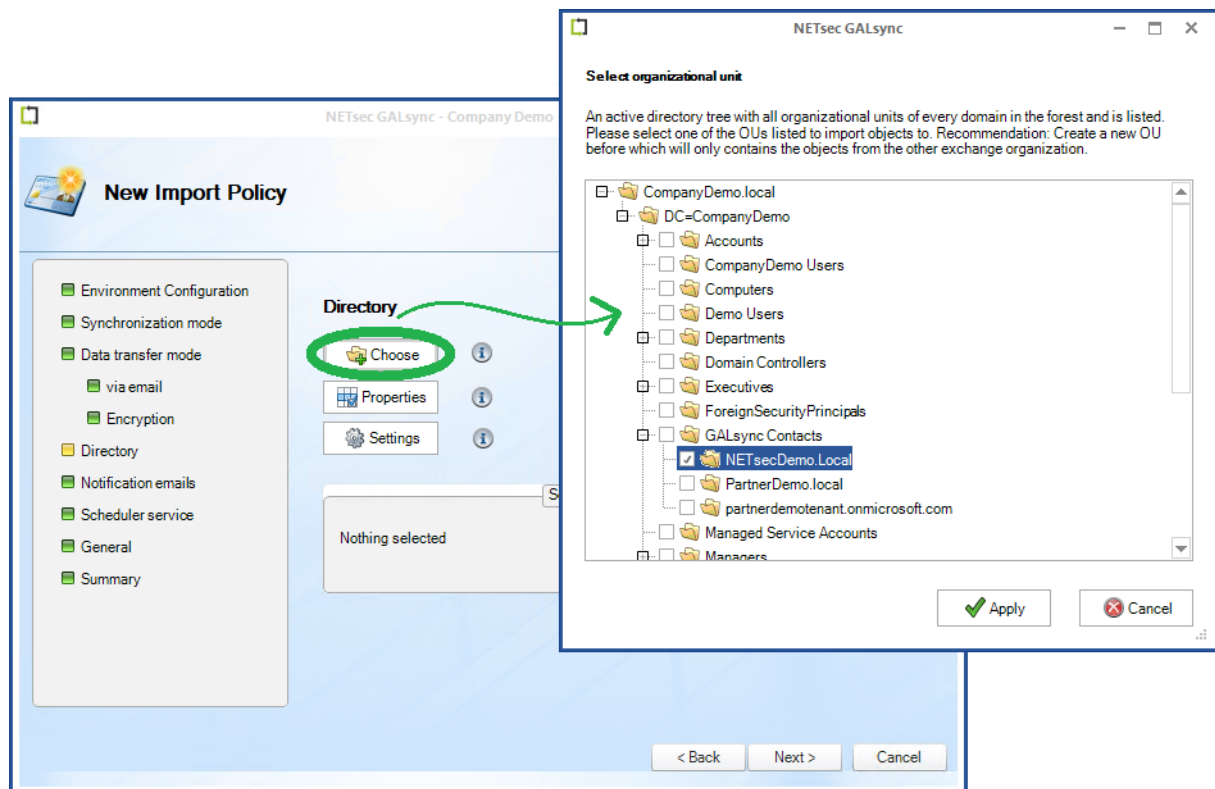 NETsec GALsync
Select organizational unit
An active directory tree with all organizational units of every domain in the forest and is listed.
Please select one of the OUs listed to import objects to. Recommendation: Create a new OU
before which will only contains the objects from the other exchange organization.
CompanyDemo.local
DC=CompanyDemo
Accounts
CompanyDemo Users
Computers
Demo Users
Departments
Domain Controllers
Executives
ForeignSecurityPrincipals
GALsync Contacts
NETsecDemo.Local
PartnerDemo.local
partnerdemotenant.onmicrosoft.com
Managed Service Accounts
Managers
Apply
Cancel
NETsec GALsync - Company Demo
New Import Policy
Environment Configuration
Synchronization mode
Data transfer mode
via email
Encryption
Directory
Notification emails
Scheduler service
General
Summary
Directory
Choose
Properties
Settings
Nothing selected
< Back
Next >
Cancel